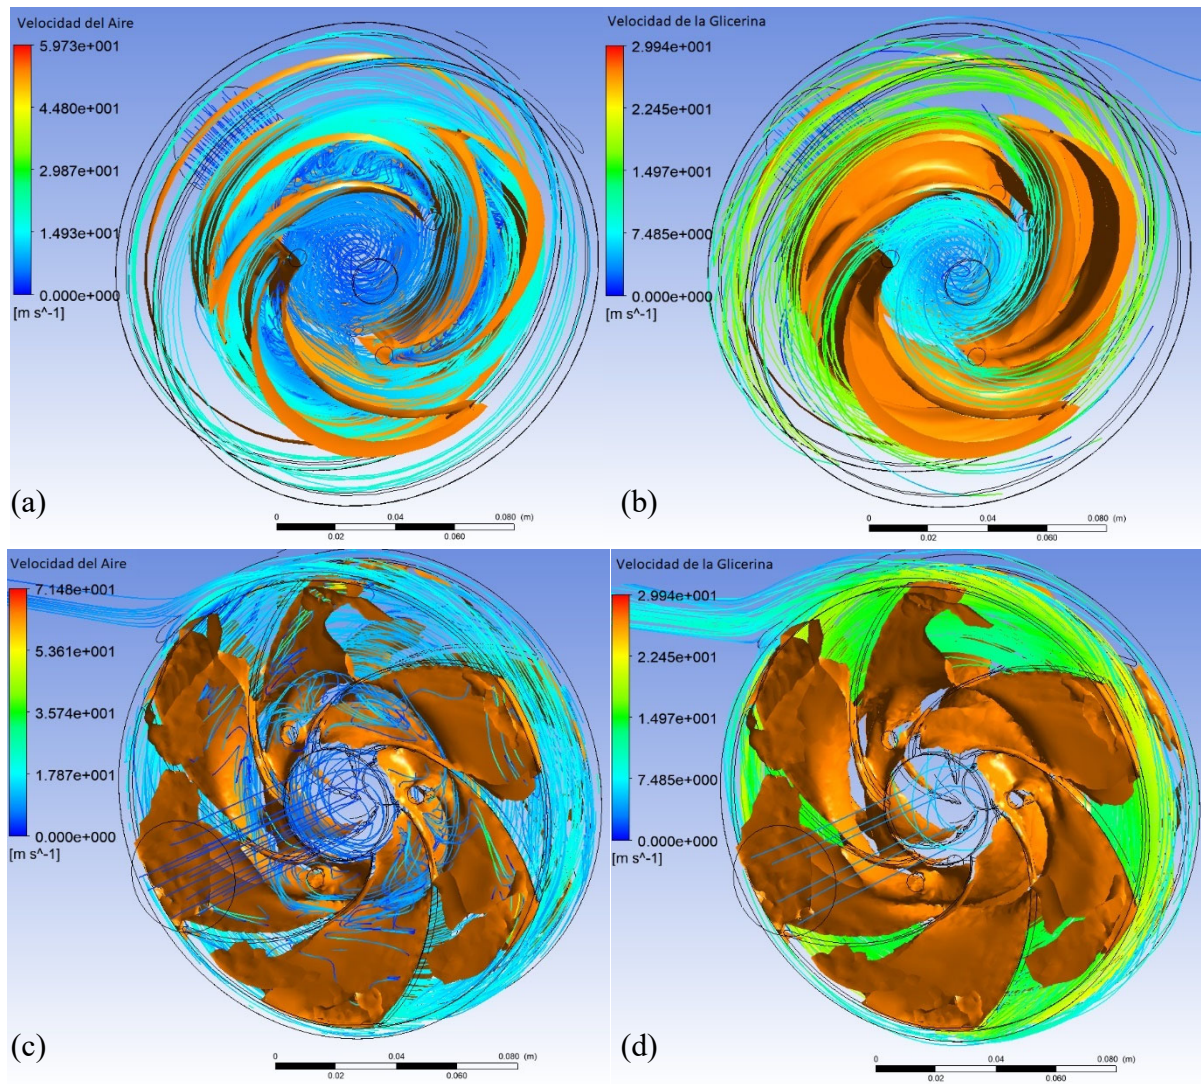 Velocidad del Aire
5.973e+001
4.480e+001
2.987e+001
1.493e+001
0.000e+000
[m s^-1]
(a)
0 0.04 0.080 (m)
0.02 0.060
Velocidad de la Glicerina
2.994e+001
2.245e+001
1.497e+001
7.485e+000
0.000e+000
[m s^-1]
(b)
0 0.04 0.080 (m)
0.02 0.060
Velocidad del Aire
7.148e+001
5.361e+001
3.574e+001
1.787e+001
0.000e+000
[m s^-1]
(c)
0 0.04 0.080 (m)
0.02 0.060
Velocidad de la Glicerina
2.994e+001
2.245e+001
1.497e+001
7.485e+000
0.000e+000
[m s^-1]
(d)
0 0.04 0.080 (m)
0.02 0.060